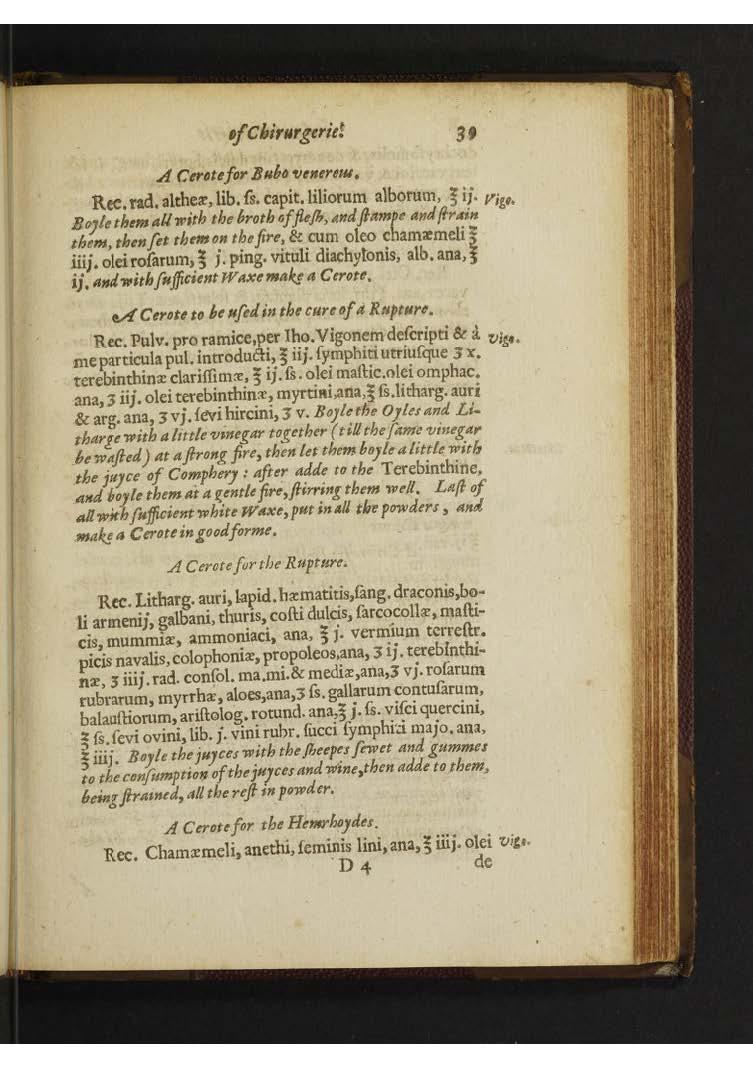 of Chirurgerie. 39
A Cerote for Bubo venereus.
Rec. rad. altheæ, lib. ſs. capit. liliorum alborum, ℥ ij. Vigo.
Boyle them all with the broth of fleſh, and ſtampe and ſtrain
them, then ſet them on the fire, & cum oleo chamæmeli ℥
iiij. olei roſarum, ℥ j. ping. vituli diachylonis, alb. ana, ℥
ij. and with ſufficient Waxe make a Cerote.
A Cerote to be uſed in the cure of a Rupture.
Rec. Pulv. pro ramice, per Iho. Vigonem deſcripti & à Vigo.
me particula pul. introducti, ℥ iij. ſymphiti utriuſque ʒ x.
terebinthinæ clariſſimæ, ℥ ij. ſs. olei maſtic. olei omphac.
ana, ʒ iij. olei terebinthinæ, myrtini, ana, ℥ ſs. litharg. auri
& arg. ana, ʒ vj. ſevi hircini, ʒ v. Boyle the Oyles and Li-
tharge with a little vinegar together (till the ſame vinegar
be waſted) at a ſtrong fire, then let them boyle a little with
the juyce of Comphery : after adde to the Terebinthine,
and boyle them at a gentle fire, ſtirring them well. Laſt of
all with ſufficient white Waxe, put in all the powders, and
make a Cerote in good forme.
A Cerote for the Rupture.
Rec. Litharg. auri, lapid. hæmatitis, ſang. draconis, bo-
li armenij, galbani, thuris, coſti dulcis, ſarcocollæ, maſti-
cis, mummiæ, ammoniaci, ana, ℥ j. vermium terreſtr.
picis navalis, colophoniæ, propoleos, ana, ʒ ij. terebinthi-
næ, ʒ iiij. rad. conſol. ma. mi. & mediæ, ana, ʒ vj. roſarum
rubrarum, myrrhæ, aloes, ana, ʒ ſs. gallarum contuſarum,
balauſtiorum, ariſtolog. rotund. ana, ℥ j. ſs. viſci quercini,
℥ ſs. ſevi ovini, lib. j. vini rubr. ſucci ſymphiti majo. ana,
℥ iiij. Boyle the juyces with the ſheepes ſewet and gummes
to the conſumption of the juyces and wine, then adde to them,
being ſtrained, all the reſt in powder.
A Cerote for the Hemrhoydes.
Rec. Chamæmeli, anethi, ſeminis lini, ana, ℥ iiij. olei Vigo.
D 4 de